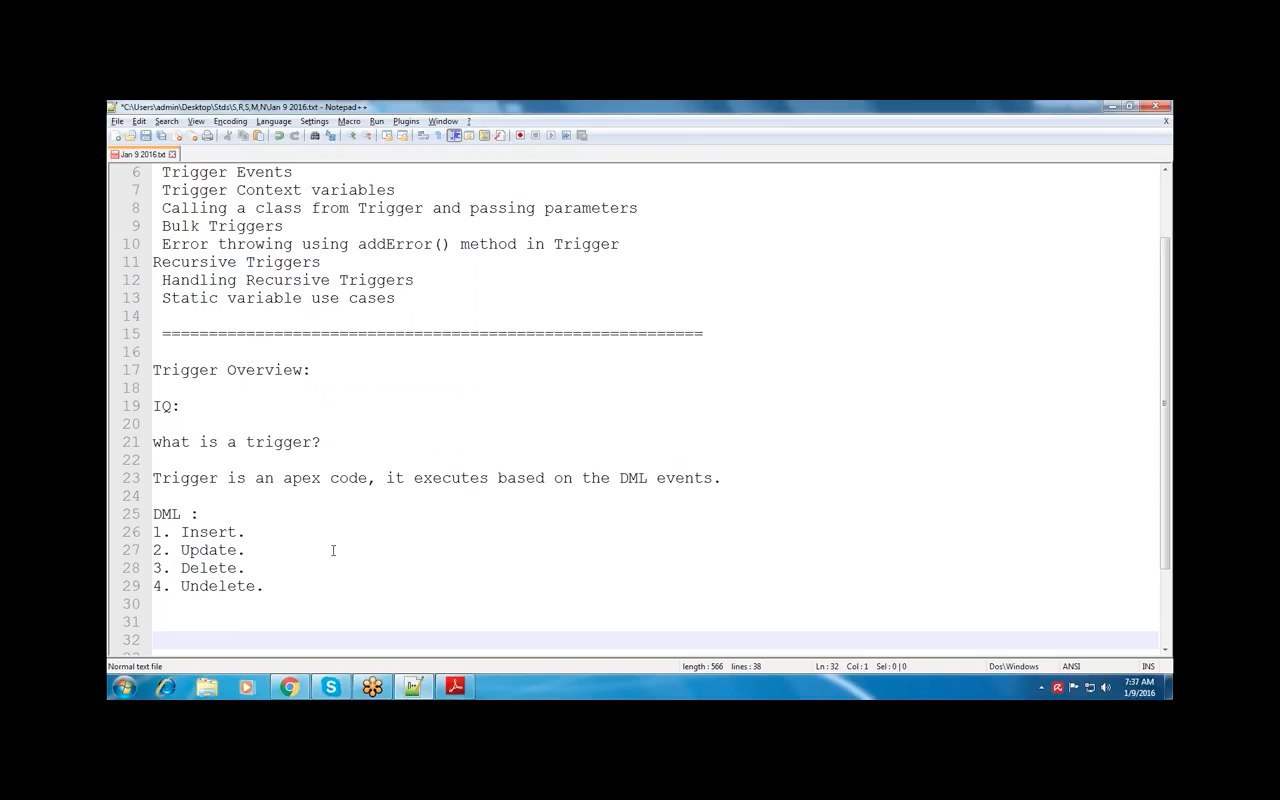 *C:\Users\admin\Desktop\Stds\S,R,S,M,N\Jan 9 2016.txt - Notepad++
File Edit Search View Encoding Language Settings Macro Run Plugins Window ? X
Jan 9 2016.txt
6 Trigger Events
7 Trigger Context variables
8 Calling a class from Trigger and passing parameters
9 Bulk Triggers
10 Error throwing using addError() method in Trigger
11 Recursive Triggers
12 Handling Recursive Triggers
13 Static variable use cases
14
15 ==========================================================
16
17 Trigger Overview:
18
19 IQ:
20
21 what is a trigger?
22
23 Trigger is an apex code, it executes based on the DML events.
24
25 DML :
26 1. Insert.
27 2. Update.
28 3. Delete.
29 4. Undelete.
30
31
32
Normal text file length : 566 lines : 38 Ln : 32 Col : 1 Sel : 0 | 0 Dos\Windows ANSI INS
7:37 AM
1/9/2016